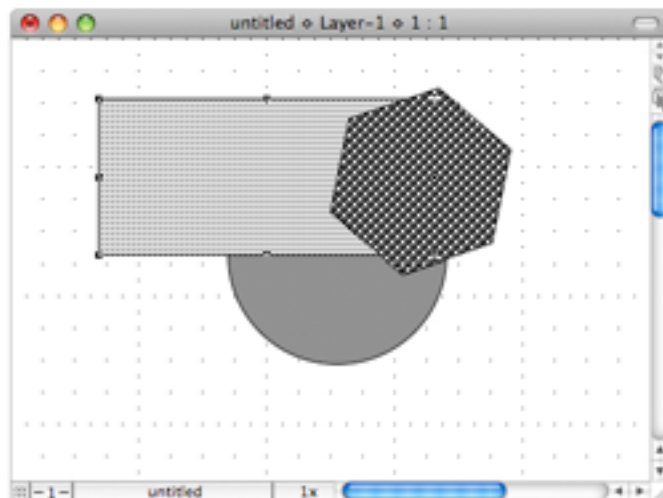 untitled ⋄ Layer-1 ⋄ 1 : 1
1 untitled 1x